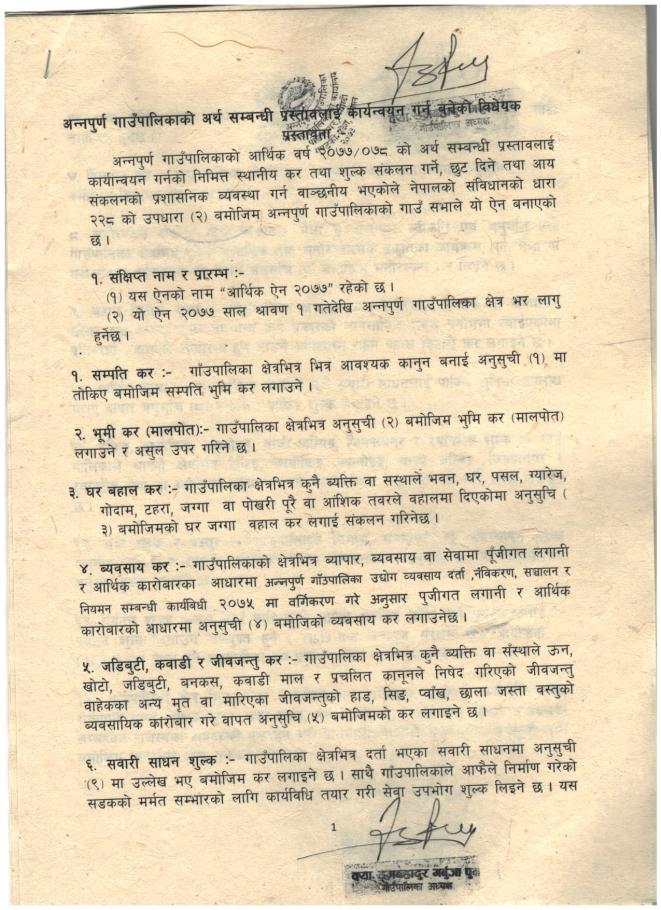 अन्नपुर्ण गाउँपालिकाको अर्थ सम्बन्धी प्रस्तावलाई कार्यन्वयन गर्न बनेको विधेयक
प्रस्तावना
अन्नपुर्ण गाउँपालिकाको आर्थिक वर्ष २०७७/०७८ को अर्थ सम्बन्धी प्रस्तावलाई
कार्यान्वयन गर्नको निमित्त स्थानीय कर तथा शुल्क संकलन गर्ने, छुट दिने तथा आय
संकलनको प्रशासनिक व्यवस्था गर्न वाञ्छनीय भएकोले नेपालको संविधानको धारा
२२८ को उपधारा (२) बमोजिम अन्नपुर्ण गाउँपालिकाको गाउँ सभाले यो ऐन बनाएको
छ ।
१. संक्षिप्त नाम र प्रारम्भ :-
(१) यस ऐनको नाम "आर्थिक ऐन २०७७" रहेको छ ।
(२) यो ऐन २०७७ साल श्रावण १ गतेदेखि अन्नपुर्ण गाउँपालिका क्षेत्र भर लागु
हुर्नेछ ।
१. सम्पति कर :- गाँउपालिका क्षेत्रभित्र भित्र आवश्यक कानुन बनाई अनुसुची (१) मा
तोकिए बमोजिम सम्पति भुमि कर लगाउने ।
२. भूमी कर (मालपोत):- गाउँपालिका क्षेत्रभित्र अनुसुची (२) बमोजिम भुमि कर (मालपोत)
लगाउने र असुल उपर गरिने छ ।
३. घर बहाल कर :- गाउँपालिका क्षेत्रभित्र कुनै ब्यक्ति वा सस्थाले भवन, घर, पसल, ग्यारेज,
गोदाम, टहरा, जग्गा वा पोखरी पूरै वा आंशिक तवरले वहालमा दिएकोमा अनुसुचि (
३) बमोजिमको घर जग्गा वहाल कर लगाई संकलन गरिनेछ ।
४. ब्यवसाय कर :- गाउँपालिकाको क्षेत्रभित्र ब्यापार, ब्यवसाय वा सेवामा पूंजीगत लगानी
र आर्थिक कारोबारका आधारमा अन्नपुर्ण गाँउपालिका उद्योग व्यवसाय दर्ता ,नविकरण, सञ्चालन र
नियमन सम्बन्धी कार्यविधी २०७५ मा वर्गिकरण गरे अनुसार पुजीगत लगानी र आर्थिक
कारोबारको आधारमा अनुसुची (४) बमोजिको ब्यवसाय कर लगाउनेछ ।
५. जडिबुटी, कवाडी र जीवजन्तु कर :- गाउँपालिका क्षेत्रभित्र कुनै ब्यक्ति वा संस्थाले ऊन,
खोटो, जडिबुटी, बनकस, कवाडी माल र प्रचलित कानूनले निषेद गरिएको जीवजन्तु
वाहेकका अन्य मृत वा मारिएका जीवजन्तुको हाड, सिड, प्वाँख, छाला जस्ता वस्तुको
ब्यवसायिक कारोबार गरे वापत अनुसुचि (५) बमोजिमको कर लगाइने छ ।
६. सवारी साधन शुल्क :- गाउँपालिका क्षेत्रभित्र दर्ता भएका सवारी साधनमा अनुसुची
(९) मा उल्लेख भए बमोजिम कर लगाइने छ । साथै गाँउपालिकाले आफैले निर्माण गरेको
सडकको मर्मत सम्भारको लागि कार्यविधि तयार गरी सेवा उपभोग शुल्क लिइने छ । यस
1
गाउँपालिका अध्यक्ष